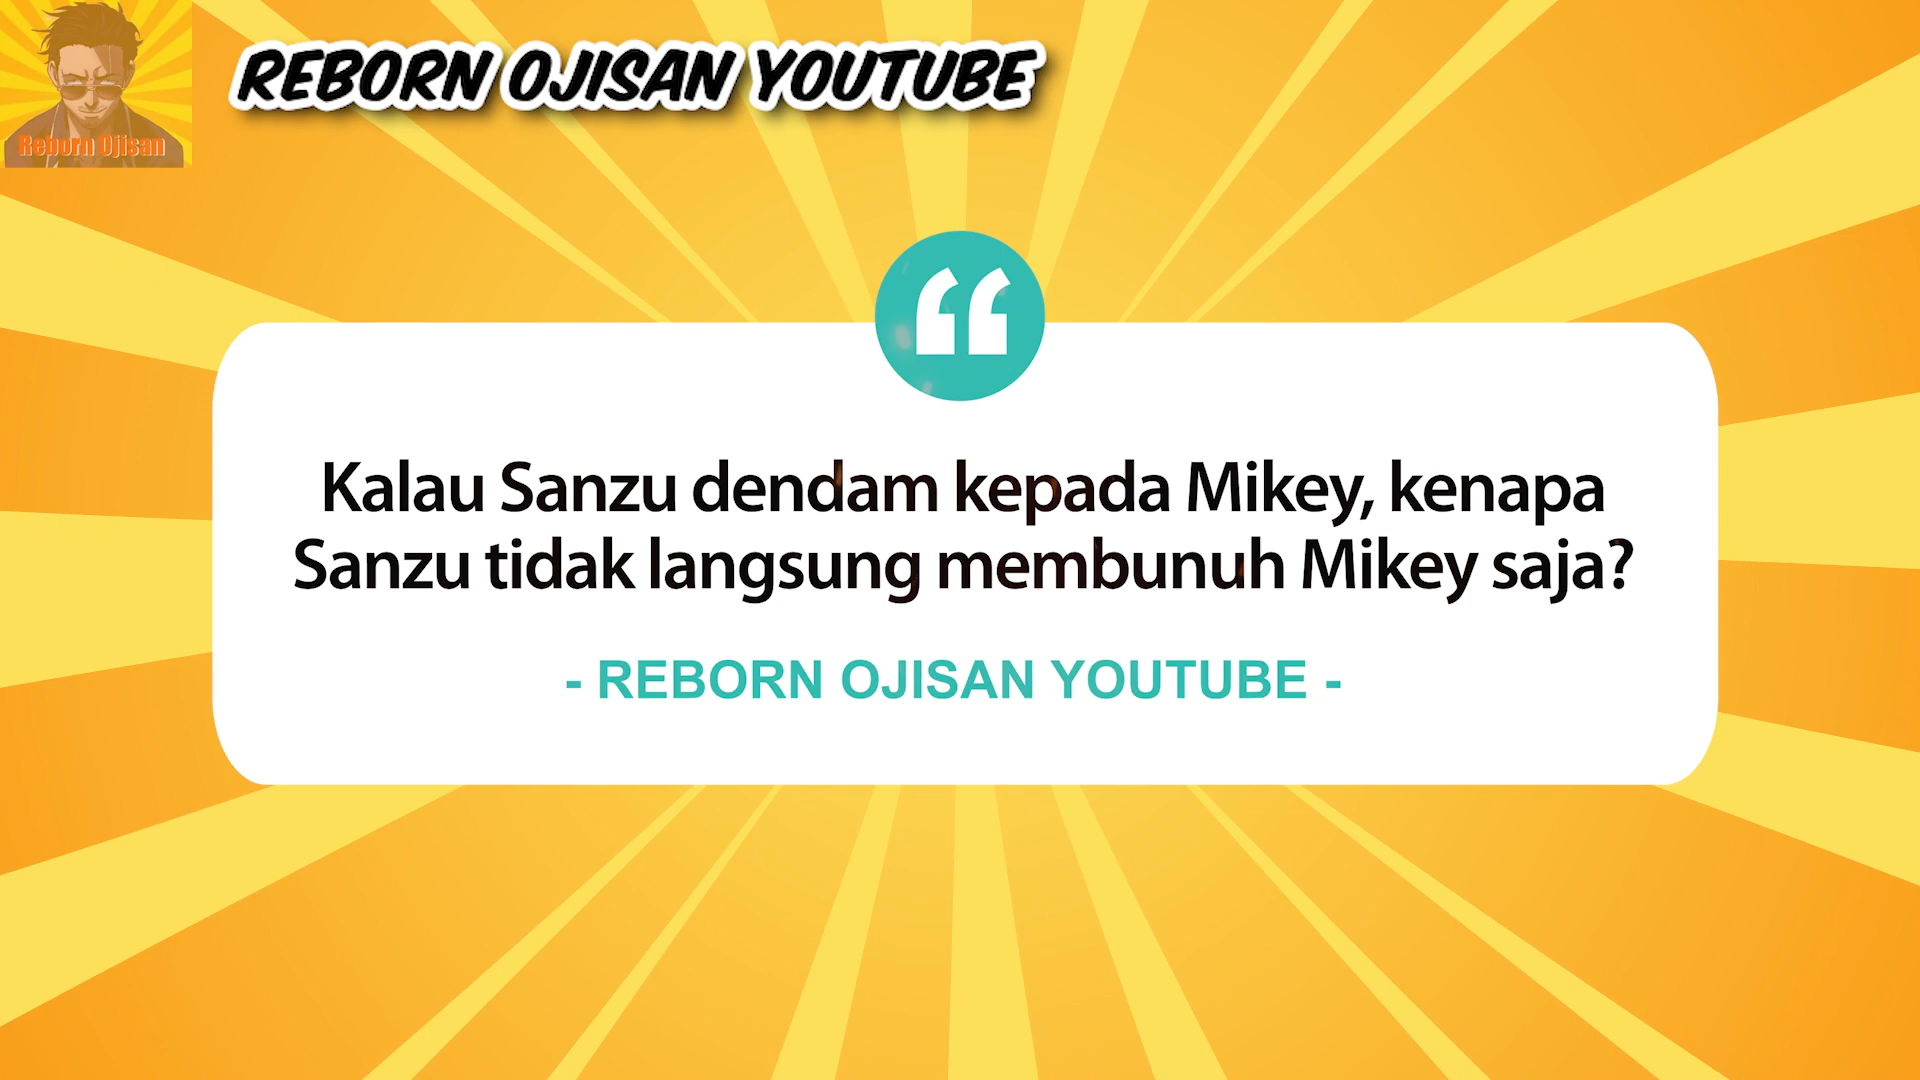 Reborn Ojisan
REBORN OJISAN YOUTUBE
Kalau Sanzu dendam kepada Mikey, kenapa
Sanzu tidak langsung membunuh Mikey saja?
- REBORN OJISAN YOUTUBE -